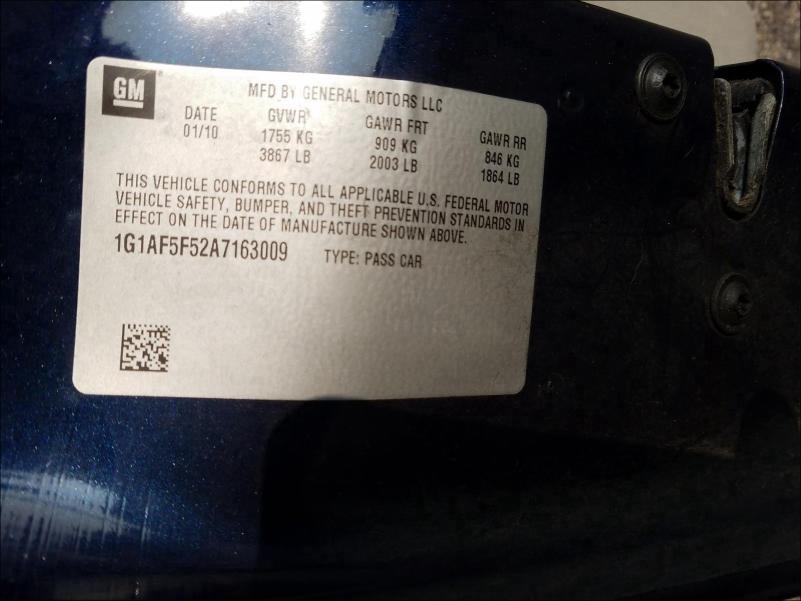 GM
MFD BY GENERAL MOTORS LLC
DATE GVWR GAWR FRT GAWR RR
01/10 1755 KG 909 KG 846 KG
3867 LB 2003 LB 1864 LB
THIS VEHICLE CONFORMS TO ALL APPLICABLE U.S. FEDERAL MOTOR
VEHICLE SAFETY, BUMPER, AND THEFT PREVENTION STANDARDS IN
EFFECT ON THE DATE OF MANUFACTURE SHOWN ABOVE.
1G1AF5F52A7163009 TYPE: PASS CAR